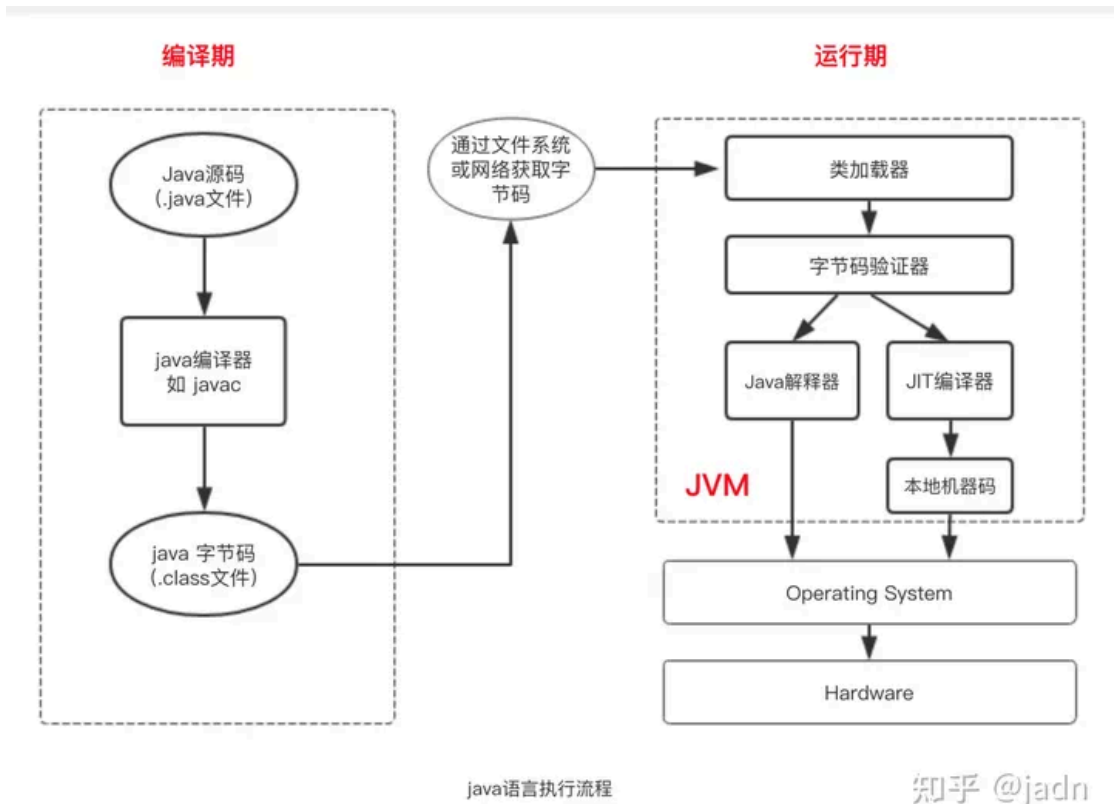 编译期
运行期
Java源码
(.java文件)
java编译器
如 javac
java 字节码
(.class文件)
通过文件系统
或网络获取字
节码
类加载器
字节码验证器
Java解释器
JIT编译器
JVM
本地机器码
Operating System
Hardware
java语言执行流程
知乎 @jadn